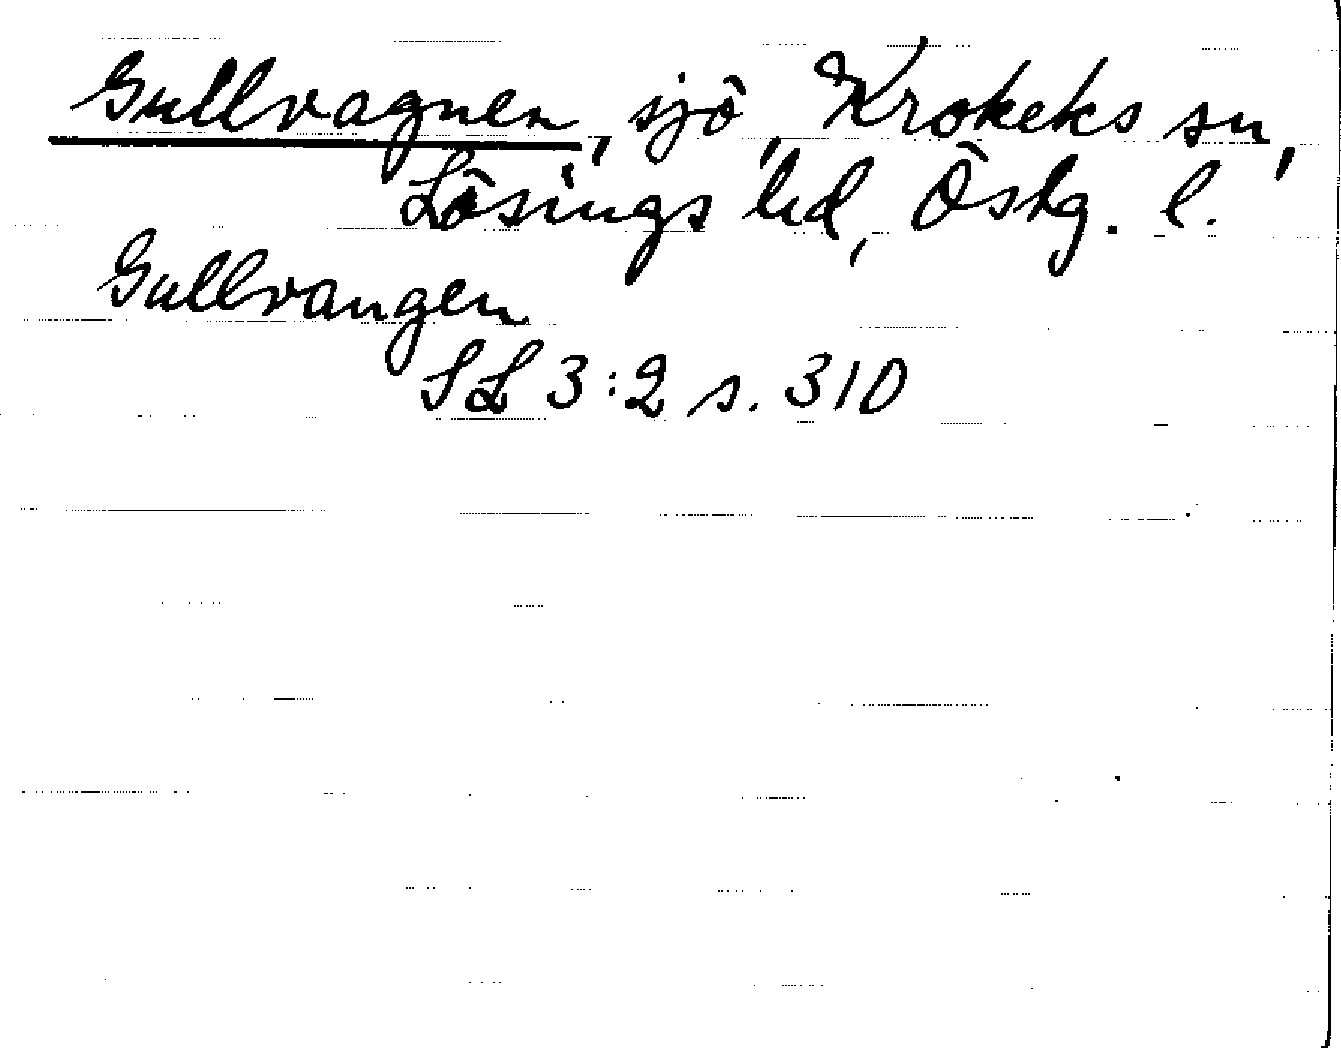 Gullvagnen, sjö, Krokeks sn,
Lösings hd, Östg. l.
Gullvangen
SL 3:2 s. 310